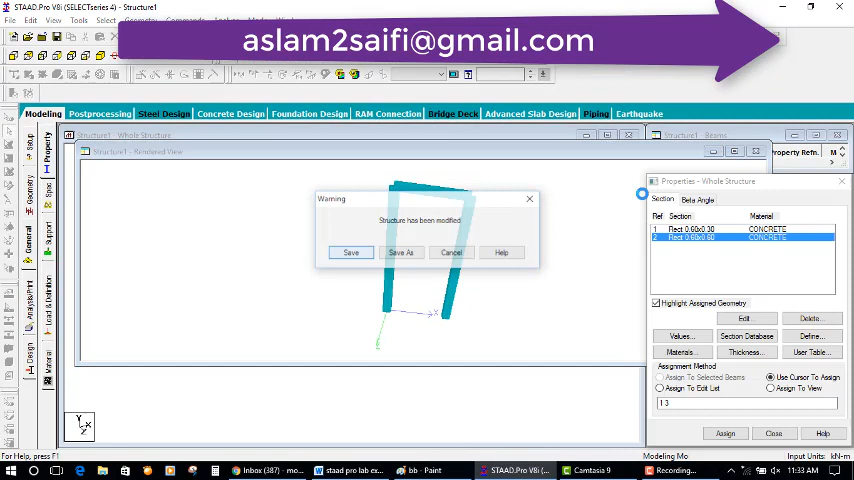 STAAD.Pro V8i (SELECTseries 4) - Structure1
aslam2saifi@gmail.com
File
Modeling
Postprocessing
Steel Design
Concrete Design
Foundation Design
RAM Connection
Bridge Deck
Advanced Slab Design
Piping
Earthquake
Structure1 - Whole Structure
Structure1 - Beams
Structure1 - Rendered View
Property Refn.
Setup
Geometry
General
Analysis/Print
Design
Property
Spec
Support
Load & Definition
Material
Warning
Structure has been modified
Save
Save As
Cancel
Help
X
Y
X
Z
Properties - Whole Structure
Section
Beta Angle
Ref Section Material
1 Rect 0.60x0.30 CONCRETE
2 Rect 0.60x0.60 CONCRETE
Highlight Assigned Geometry
Edit...
Delete...
Values...
Section Database
Define...
Materials...
Thickness...
User Table...
Assignment Method
Assign To Selected Beams
Use Cursor To Assign
Assign To Edit List
Assign To View
1 3
Assign
Close
Help
For Help, press F1
Modeling Mo
Input Units: kN-m
Inbox (307) - mo...
staad pro lab ex...
bb - Paint
STAAD.Pro V8i (...
Camtasia 9
Recording...
11:33 AM